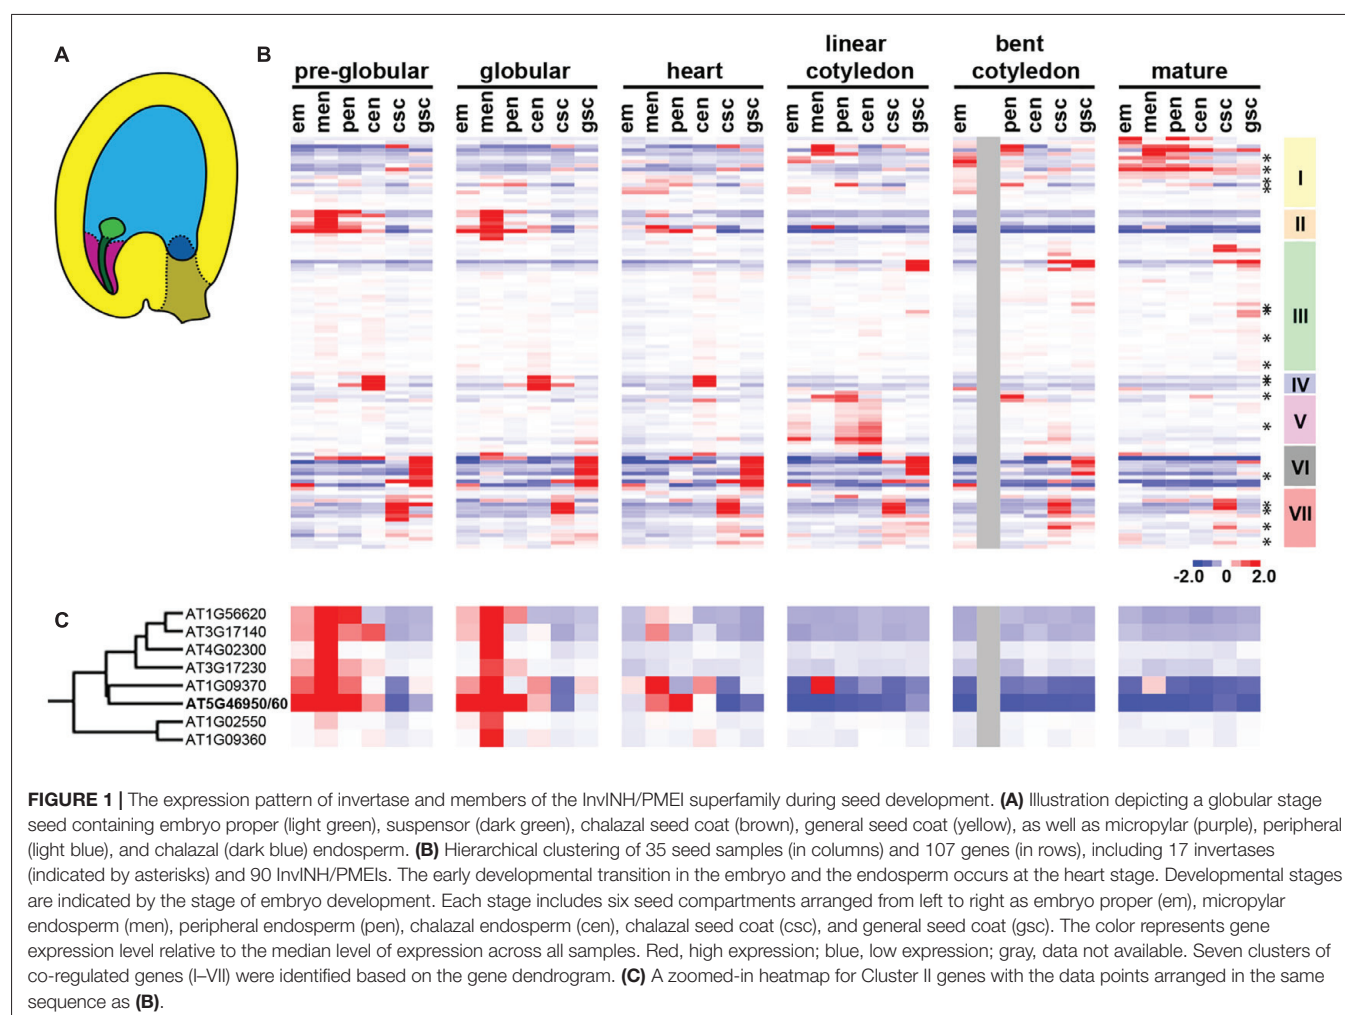 A
B
pre-globular
globular
heart
linear
cotyledon
bent
cotyledon
mature
em men pen cen csc gsc
em men pen cen csc gsc
em men pen cen csc gsc
em men pen cen csc gsc
em pen cen csc gsc
em men pen cen csc gsc
*
*
*
*
I
II
*
*
*
*
III
*
*
IV
*
V
*
VI
*
*
*
*
VII
-2.0 0 2.0
C
AT1G56620
AT3G17140
AT4G02300
AT3G17230
AT1G09370
AT5G46950/60
AT1G02550
AT1G09360
FIGURE 1 | The expression pattern of invertase and members of the InvINH/PMEI superfamily during seed development. (A) Illustration depicting a globular stage
seed containing embryo proper (light green), suspensor (dark green), chalazal seed coat (brown), general seed coat (yellow), as well as micropylar (purple), peripheral
(light blue), and chalazal (dark blue) endosperm. (B) Hierarchical clustering of 35 seed samples (in columns) and 107 genes (in rows), including 17 invertases
(indicated by asterisks) and 90 InvINH/PMEIs. The early developmental transition in the embryo and the endosperm occurs at the heart stage. Developmental stages
are indicated by the stage of embryo development. Each stage includes six seed compartments arranged from left to right as embryo proper (em), micropylar
endosperm (men), peripheral endosperm (pen), chalazal endosperm (cen), chalazal seed coat (csc), and general seed coat (gsc). The color represents gene
expression level relative to the median level of expression across all samples. Red, high expression; blue, low expression; gray, data not available. Seven clusters of
co-regulated genes (I–VII) were identified based on the gene dendrogram. (C) A zoomed-in heatmap for Cluster II genes with the data points arranged in the same
sequence as (B).